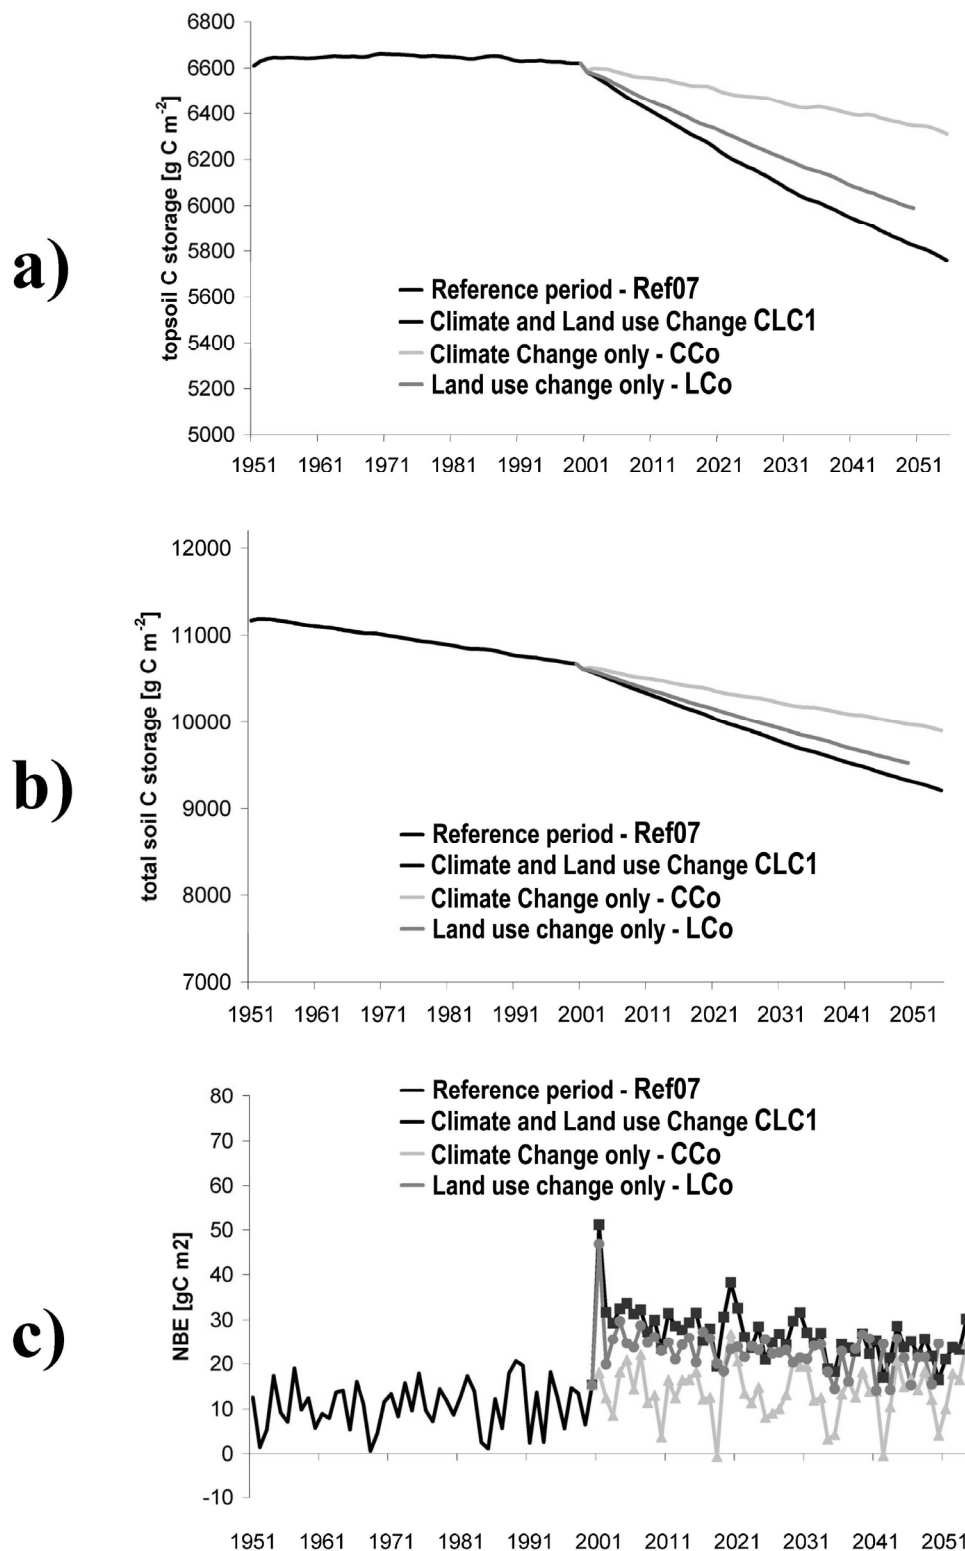 a)
topsoil C storage [g C m-2]
6800
6600
6400
6200
6000
5800
5600
5400
5200
5000
Reference period - Ref07
Climate and Land use Change CLC1
Climate Change only - CCo
Land use change only - LCo
1951 1961 1971 1981 1991 2001 2011 2021 2031 2041 2051
b)
total soil C storage [g C m-2]
12000
11000
10000
9000
8000
7000
Reference period - Ref07
Climate and Land use Change CLC1
Climate Change only - CCo
Land use change only - LCo
1951 1961 1971 1981 1991 2001 2011 2021 2031 2041 2051
c)
NBE [gC m2]
80
70
60
50
40
30
20
10
0
-10
Reference period - Ref07
Climate and Land use Change CLC1
Climate Change only - CCo
Land use change only - LCo
1951 1961 1971 1981 1991 2001 2011 2021 2031 2041 2051